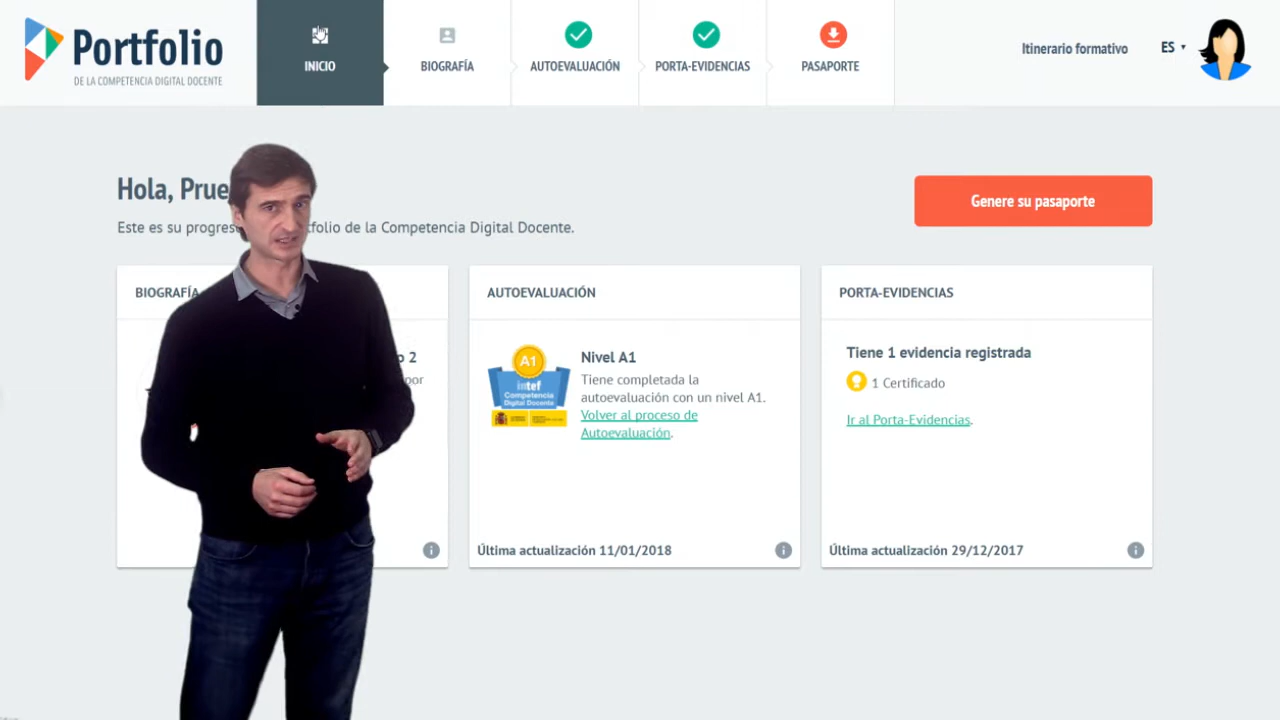 Portfolio
DE LA COMPETENCIA DIGITAL DOCENTE
INICIO
BIOGRAFÍA
AUTOEVALUACIÓN
PORTA-EVIDENCIAS
PASAPORTE
Itinerario formativo
ES
Hola,
Este es su de la Competencia Digital Docente.
Genere su pasaporte
BIOGRAFÍA
2
por
AUTOEVALUACIÓN
A1
intef
Competencia
Digital Docente
Nivel A1
Tiene completada la
autoevaluación con un nivel A1.
Volver al proceso de
Autoevaluación.
Última actualización 11/01/2018
PORTA-EVIDENCIAS
Tiene 1 evidencia registrada
1 Certificado
Ir al Porta-Evidencias.
Última actualización 29/12/2017